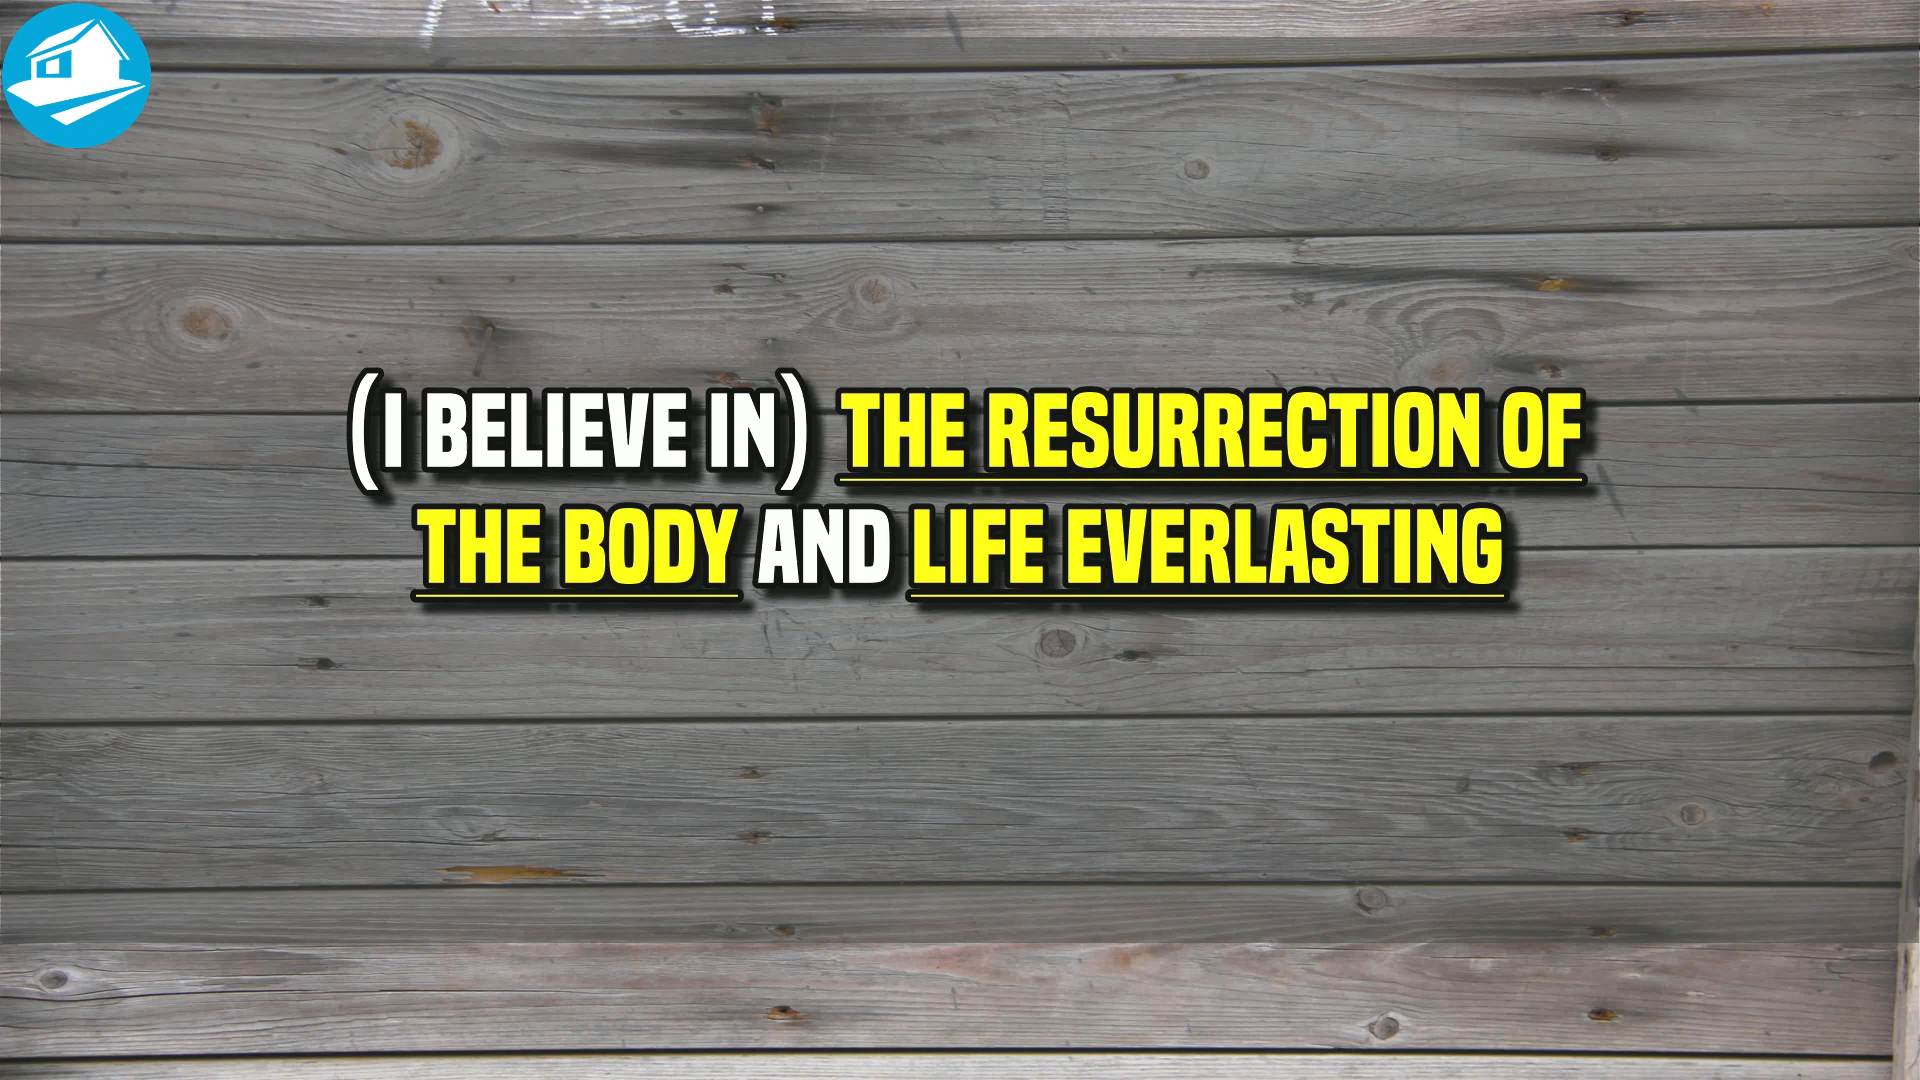 (I BELIEVE IN) THE RESURRECTION OF
THE BODY AND LIFE EVERLASTING